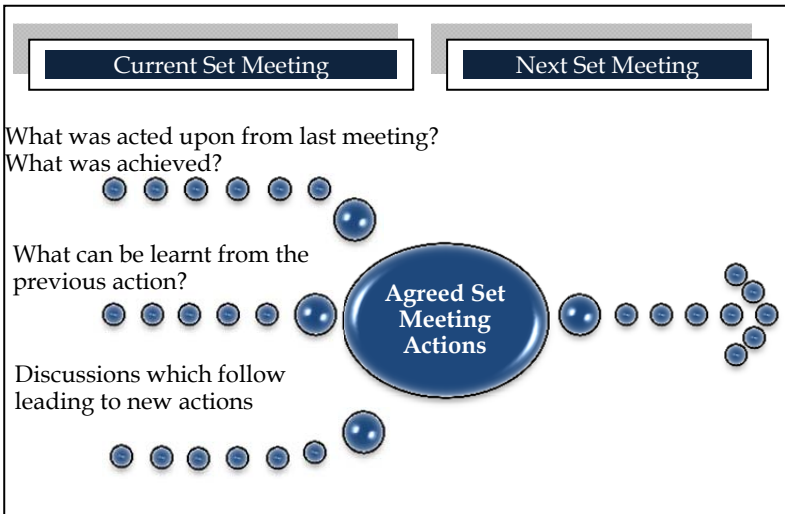 Current Set Meeting
Next Set Meeting
What was acted upon from last meeting?
What was achieved?
What can be learnt from the
previous action?
Agreed Set
Meeting
Actions
Discussions which follow
leading to new actions